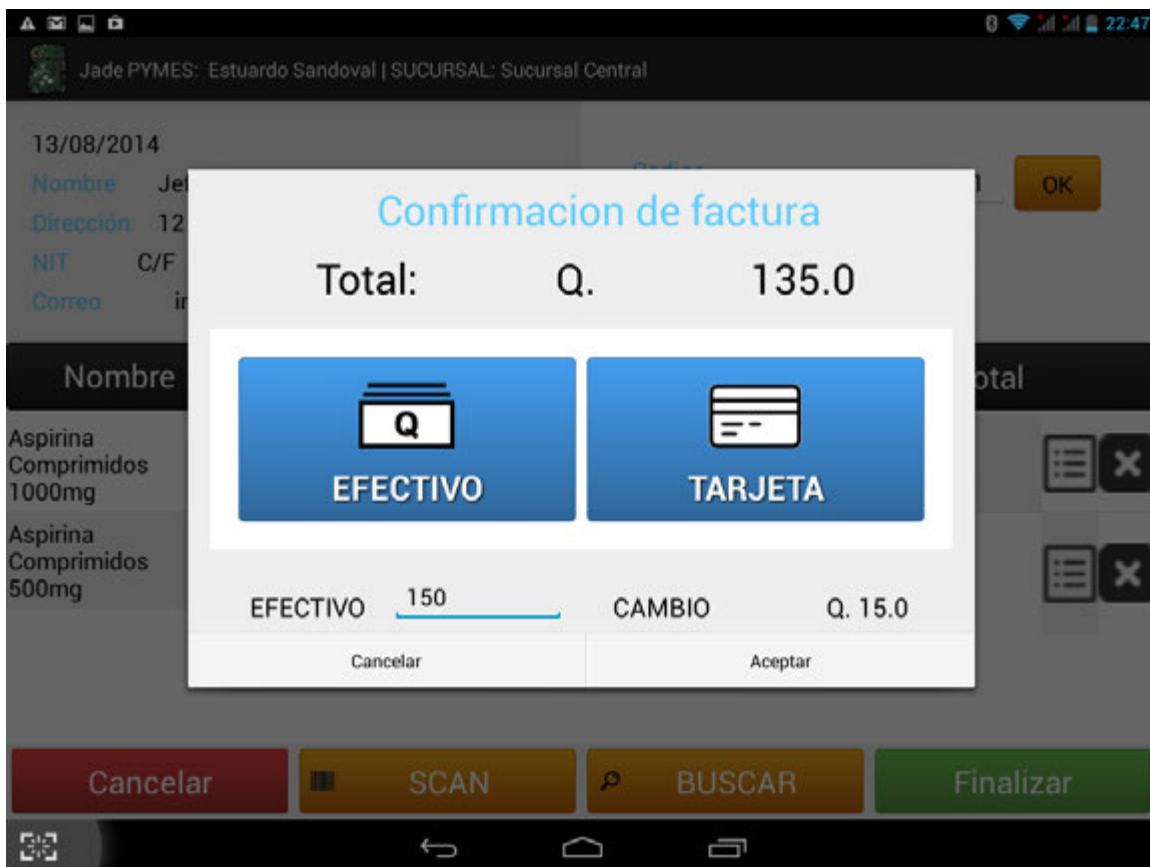 22:47
Jade PYMES: Estuardo Sandoval | SUCURSAL: Sucursal Central
13/08/2014
Nombre
Dirección 12
NIT C/F
Correo
OK
Confirmacion de factura
Total: Q. 135.0
Q
EFECTIVO TARJETA
EFECTIVO 150 CAMBIO Q. 15.0
Cancelar Aceptar
Nombre
Aspirina
Comprimidos
1000mg
Aspirina
Comprimidos
500mg
Cancelar SCAN BUSCAR Finalizar